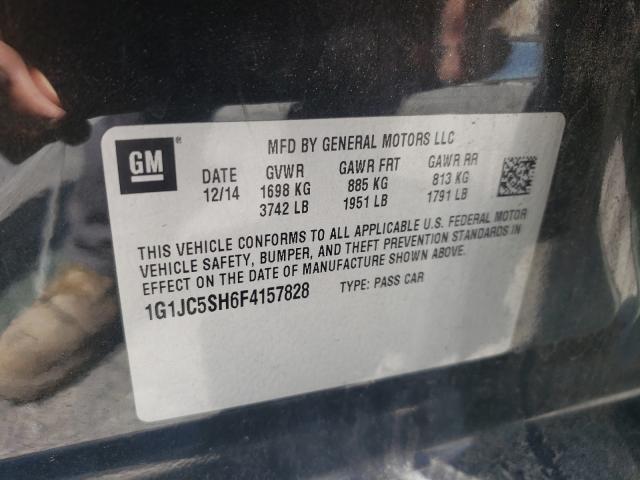 GM
MFD BY GENERAL MOTORS LLC
DATE GVWR GAWR FRT GAWR RR
12/14 1698 KG 885 KG 813 KG
3742 LB 1951 LB 1791 LB
THIS VEHICLE CONFORMS TO ALL APPLICABLE U.S. FEDERAL MOTOR
VEHICLE SAFETY, BUMPER, AND THEFT PREVENTION STANDARDS IN
EFFECT ON THE DATE OF MANUFACTURE SHOWN ABOVE.
1G1JC5SH6F4157828 TYPE: PASS CAR